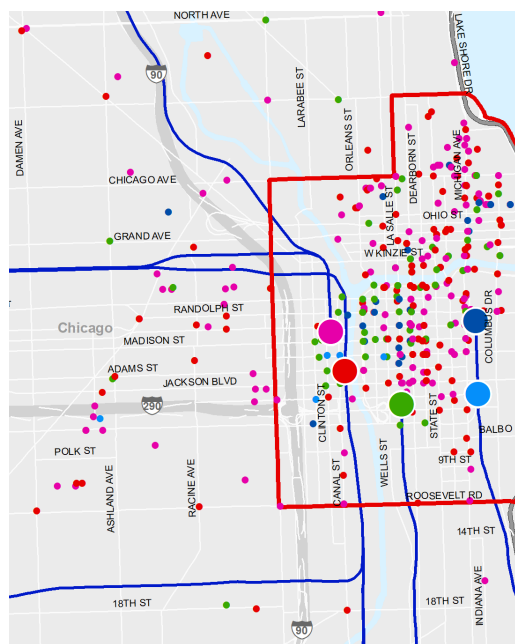 NORTH AVE
LAKE SHORE DR
90
LARABEE ST
DAMEN AVE
ORLEANS ST
DEARBORN ST
MICHIGAN AVE
CHICAGO AVE
LA SALLE ST
OHIO ST
GRAND AVE
W KINZIE ST
RANDOLPH ST
T
Chicago
COLUMBUS DR
MADISON ST
ADAMS ST
JACKSON BLVD
290
CLINTON ST
STATE ST
BALBO
POLK ST
9TH ST
WELLS ST
CANAL ST
ASHLAND AVE
RACINE AVE
ROOSEVELT RD
14TH ST
INDIANA AVE
18TH ST
18TH ST
90